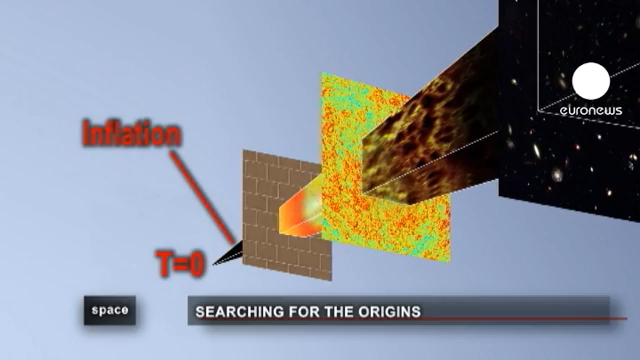 euronews
Inflation
T=0
space
SEARCHING FOR THE ORIGINS